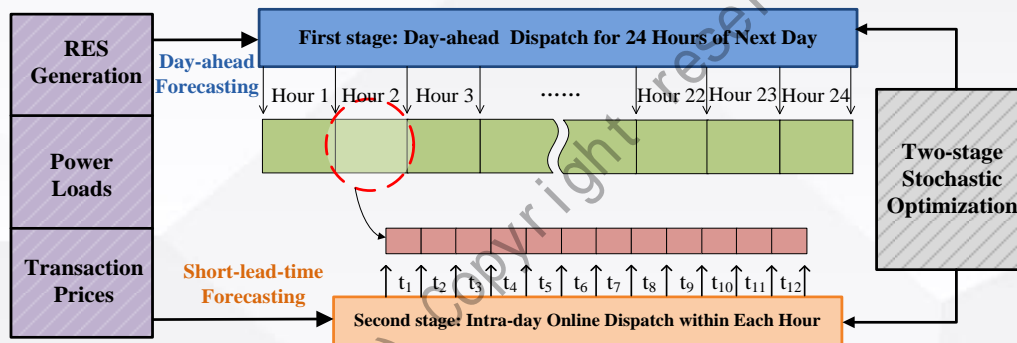 RES
Generation
Power
Loads
Transaction
Prices
Day-ahead
Forecasting
Short-lead-time
Forecasting
First stage: Day-ahead Dispatch for 24 Hours of Next Day
Hour 1 Hour 2 Hour 3 ...... Hour 22 Hour 23 Hour 24
t1 t2 t3 t4 t5 t6 t7 t8 t9 t10 t11 t12
Second stage: Intra-day Online Dispatch within Each Hour
Two-stage
Stochastic
Optimization
Copyright